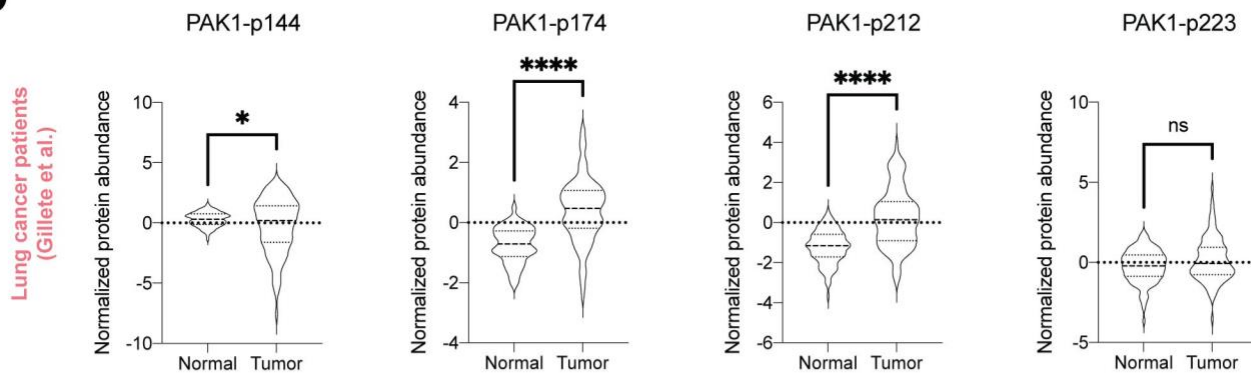 PAK1-p144
PAK1-p174
PAK1-p212
PAK1-p223
Lung cancer patients
(Gillete et al.)
Normalized protein abundance
10
5
0
-5
-10
*
Normal Tumor
Normalized protein abundance
4
2
0
-2
-4
****
Normal Tumor
Normalized protein abundance
6
4
2
0
-2
-4
-6
****
Normal Tumor
Normalized protein abundance
10
5
0
-5
ns
Normal Tumor